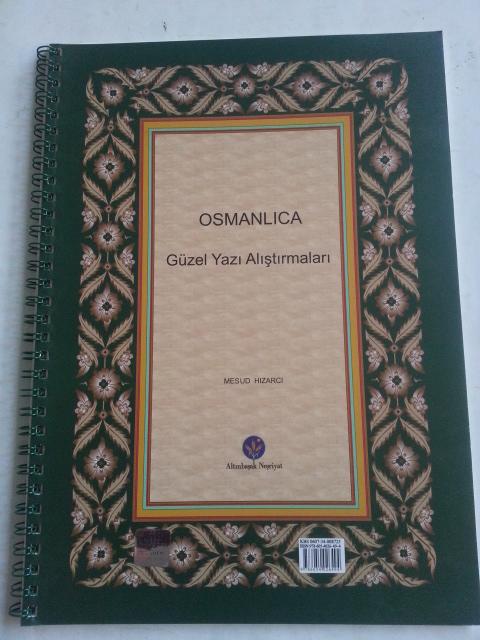 OSMANLICA
Güzel Yazı Alıştırmaları
MESUD HIZARCI
Altınbaşak Neşriyat